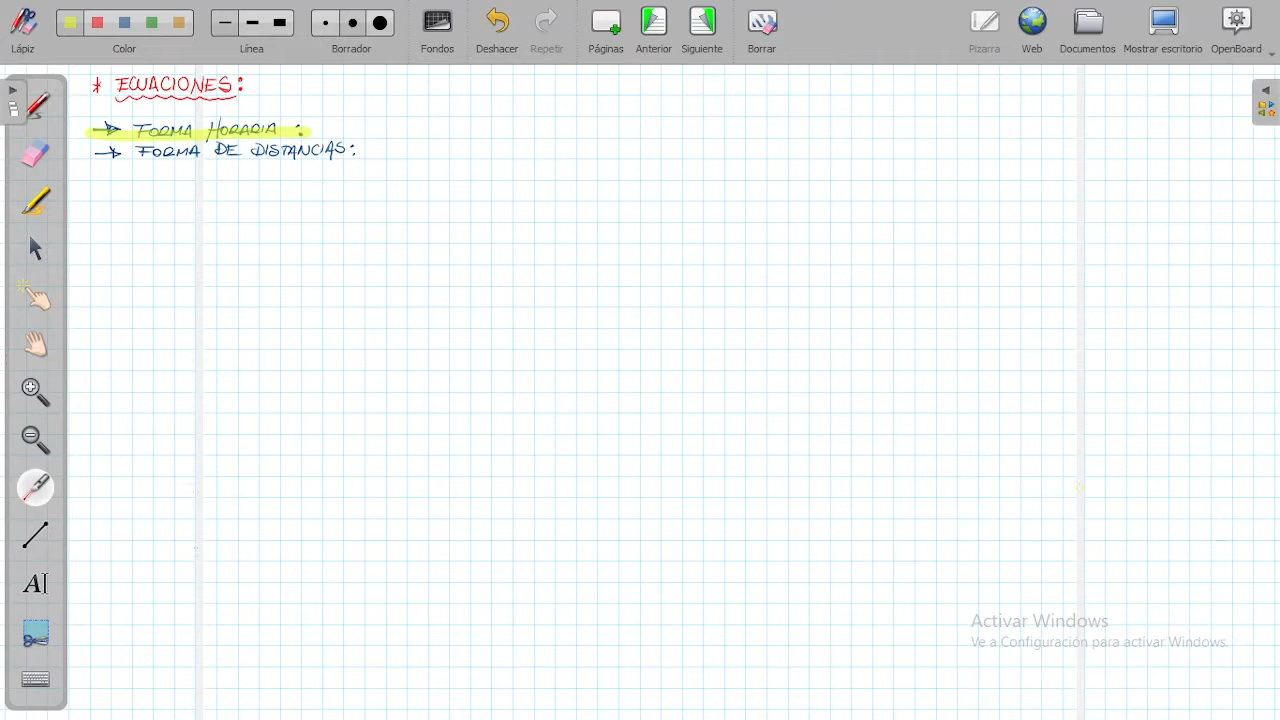 Lápiz
Color
Línea
Borrador
Fondos
Deshacer
Repetir
Páginas
Anterior
Siguiente
Borrar
Pizarra
Web
Documentos
Mostrar escritorio
OpenBoard
* ECUACIONES:
→ FORMA HORARIA :
→ FORMA DE DISTANCIAS:
AI
Activar Windows
Ve a Configuración para activar Windows.